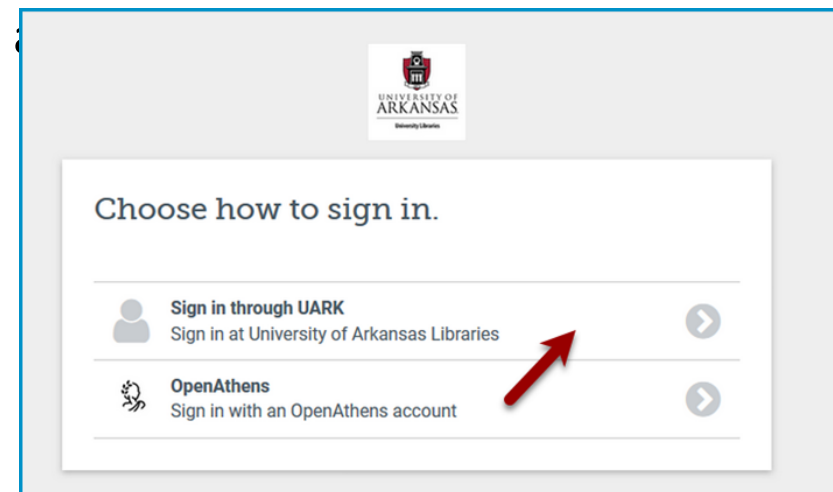 UNIVERSITY OF
ARKANSAS
University Libraries
Choose how to sign in.
Sign in through UARK
Sign in at University of Arkansas Libraries
OpenAthens
Sign in with an OpenAthens account